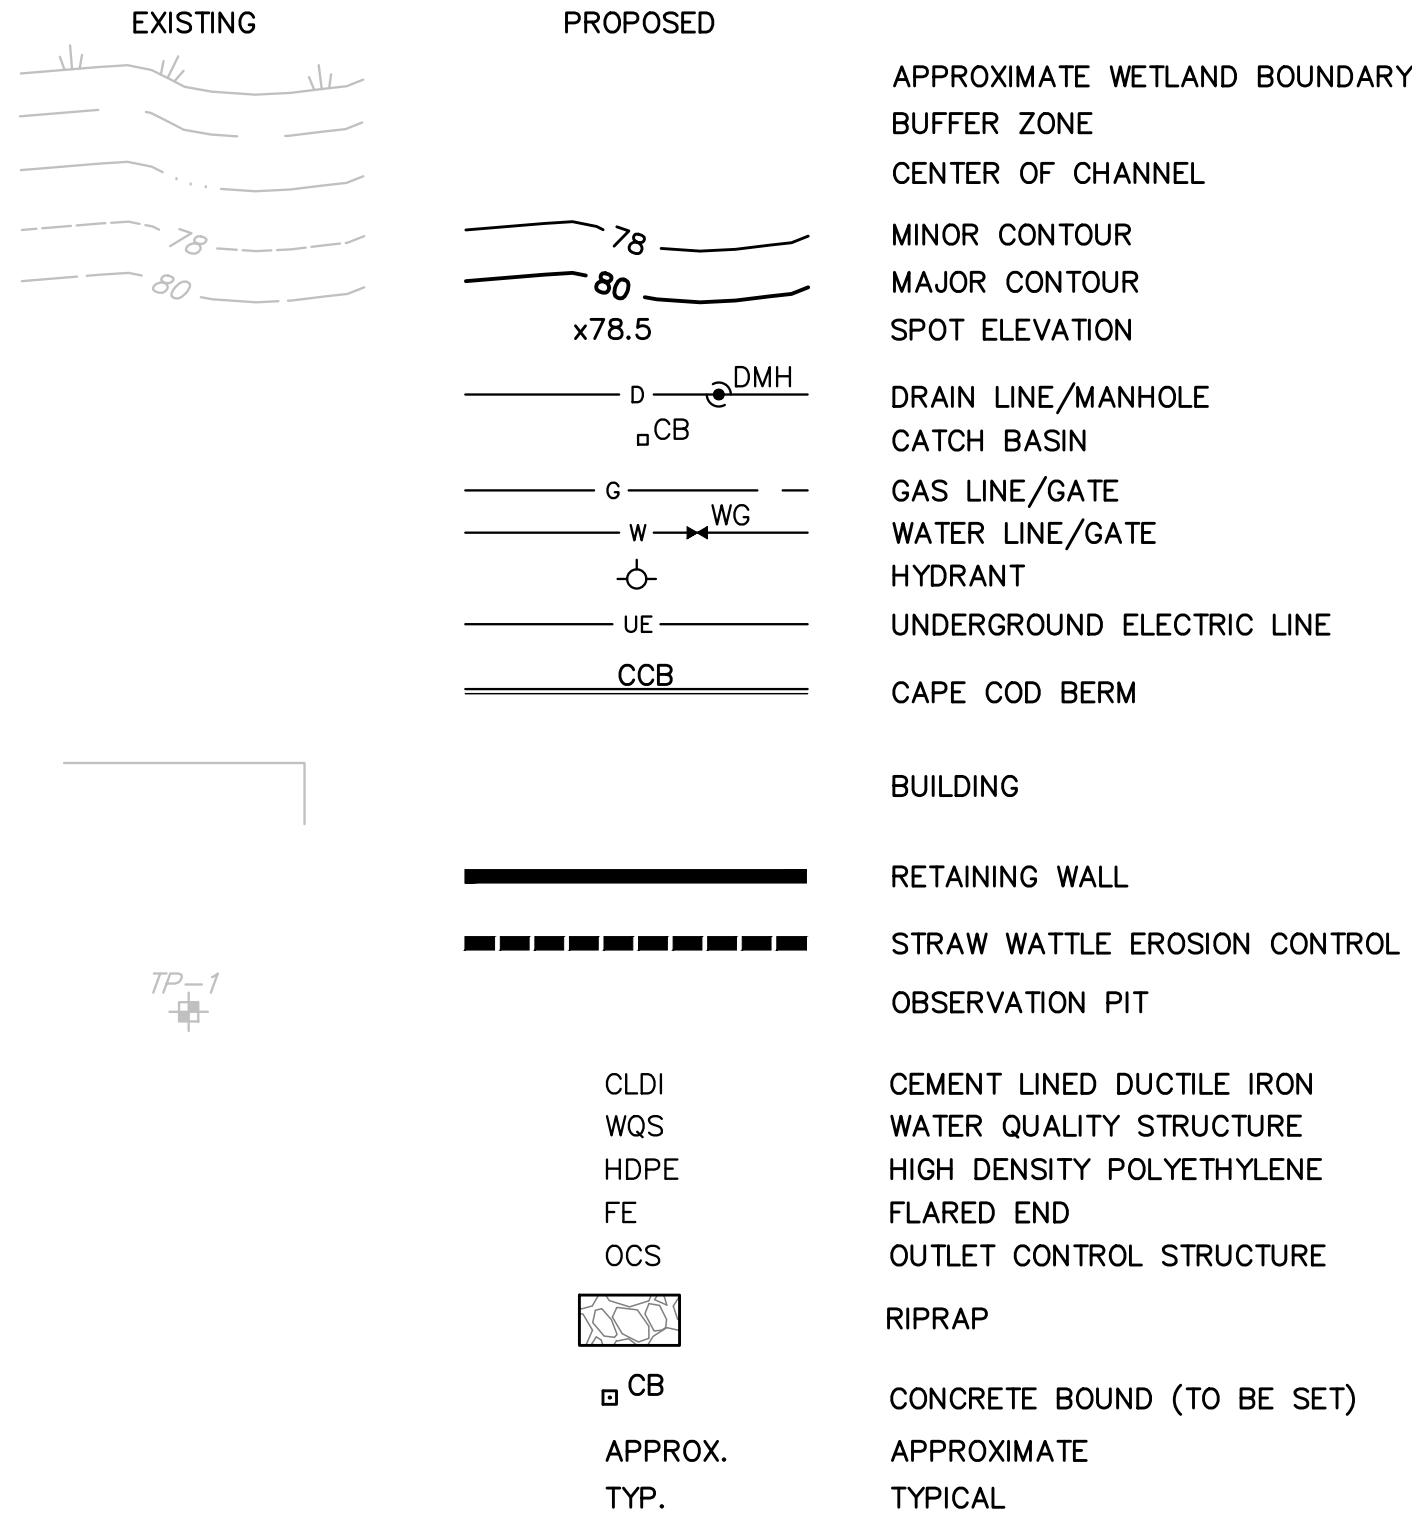 EXISTING PROPOSED
APPROXIMATE WETLAND BOUNDARY
BUFFER ZONE
CENTER OF CHANNEL
78 78 MINOR CONTOUR
80 80 MAJOR CONTOUR
x78.5 SPOT ELEVATION
D DMH DRAIN LINE/MANHOLE
CB CATCH BASIN
G GAS LINE/GATE
W WG WATER LINE/GATE
HYDRANT
UE UNDERGROUND ELECTRIC LINE
CCB CAPE COD BERM
BUILDING
RETAINING WALL
STRAW WATTLE EROSION CONTROL
TP-1 OBSERVATION PIT
CLDI CEMENT LINED DUCTILE IRON
WQS WATER QUALITY STRUCTURE
HDPE HIGH DENSITY POLYETHYLENE
FE FLARED END
OCS OUTLET CONTROL STRUCTURE
RIPRAP
CB CONCRETE BOUND (TO BE SET)
APPROX. APPROXIMATE
TYP. TYPICAL